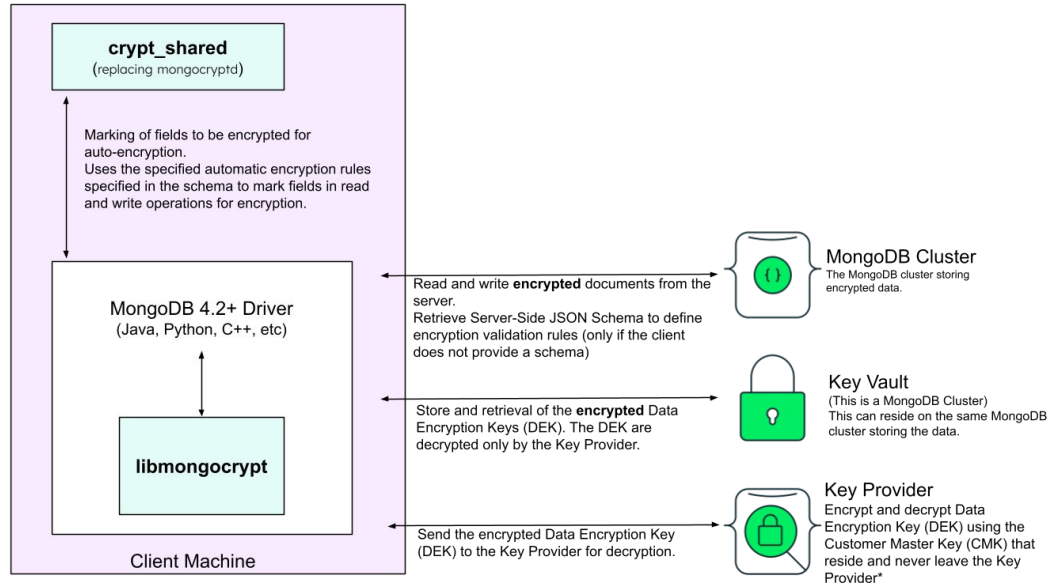 crypt_shared
(replacing mongocryptd)
Marking of fields to be encrypted for
auto-encryption.
Uses the specified automatic encryption rules
specified in the schema to mark fields in read
and write operations for encryption.
MongoDB 4.2+ Driver
(Java, Python, C++, etc)
libmongocrypt
Client Machine
Read and write encrypted documents from the
server.
Retrieve Server-Side JSON Schema to define
encryption validation rules (only if the client
does not provide a schema)
Store and retrieval of the encrypted Data
Encryption Keys (DEK). The DEK are
decrypted only by the Key Provider.
Send the encrypted Data Encryption Key
(DEK) to the Key Provider for decryption.
{ }
MongoDB Cluster
The MongoDB cluster storing
encrypted data.
Key Vault
(This is a MongoDB Cluster)
This can reside on the same MongoDB
cluster storing the data.
Key Provider
Encrypt and decrypt Data
Encryption Key (DEK) using the
Customer Master Key (CMK) that
reside and never leave the Key
Provider*